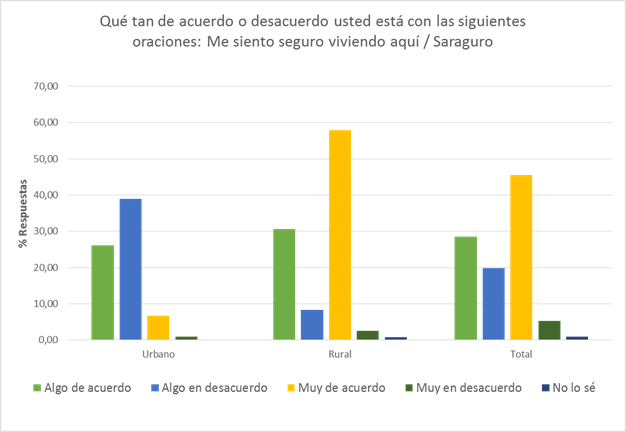 Qué tan de acuerdo o desacuerdo usted está con las siguientes
oraciones: Me siento seguro viviendo aquí / Saraguro
70,00
60,00
50,00
40,00
30,00
20,00
10,00
0,00
% Respuestas
Urbano Rural Total
Algo de acuerdo Algo en desacuerdo Muy de acuerdo Muy en desacuerdo No lo sé